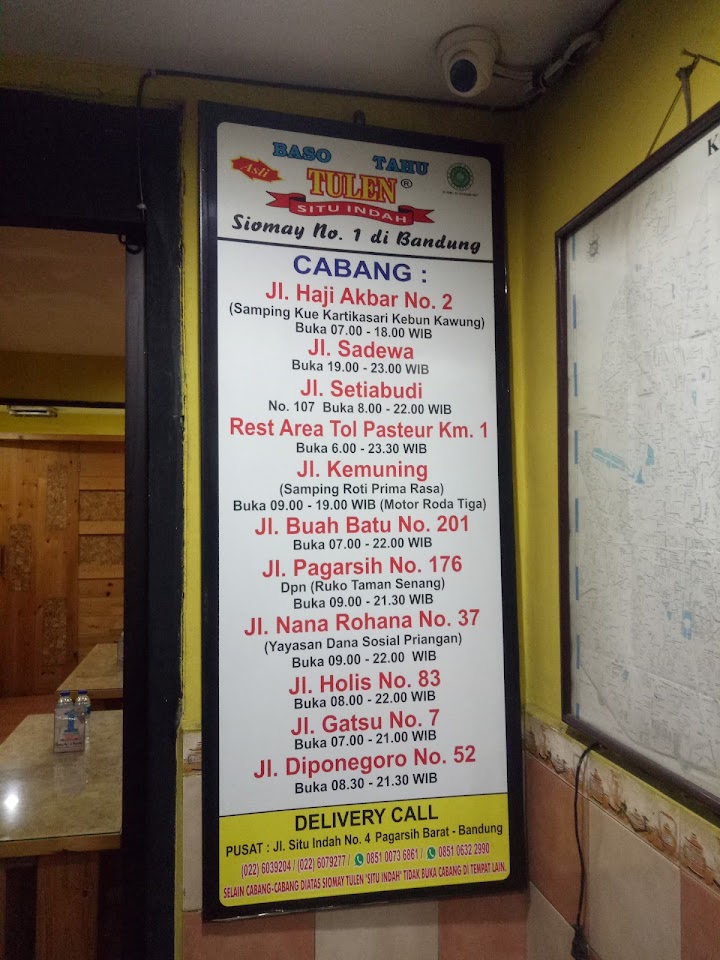 BASO TAHU
Asli
TULEN ®
SITU INDAH
Siomay No. 1 di Bandung
CABANG :
Jl. Haji Akbar No. 2
(Samping Kue Kartikasari Kebun Kawung)
Buka 07.00 - 18.00 WIB
Jl. Sadewa
Buka 19.00 - 23.00 WIB
Jl. Setiabudi
No. 107 Buka 8.00 - 22.00 WIB
Rest Area Tol Pasteur Km. 1
Buka 6.00 - 23.30 WIB
Jl. Kemuning
(Samping Roti Prima Rasa)
Buka 09.00 - 19.00 WIB (Motor Roda Tiga)
Jl. Buah Batu No. 201
Buka 07.00 - 22.00 WIB
Jl. Pagarsih No. 176
Dpn (Ruko Taman Senang)
Buka 09.00 - 21.30 WIB
Jl. Nana Rohana No. 37
(Yayasan Dana Sosial Priangan)
Buka 09.00 - 22.00 WIB
Jl. Holis No. 83
Buka 08.00 - 22.00 WIB
Jl. Gatsu No. 7
Buka 07.00 - 21.00 WIB
Jl. Diponegoro No. 52
Buka 08.30 - 21.30 WIB
DELIVERY CALL
PUSAT : Jl. Situ Indah No. 4 Pagarsih Barat - Bandung
(022) 6039204 / (022) 6079277 / 0851 0073 6861 / 0851 0632 2990
SELAIN CABANG-CABANG DIATAS SIOMAY TULEN "SITU INDAH" TIDAK BUKA CABANG DI TEMPAT LAIN.
K